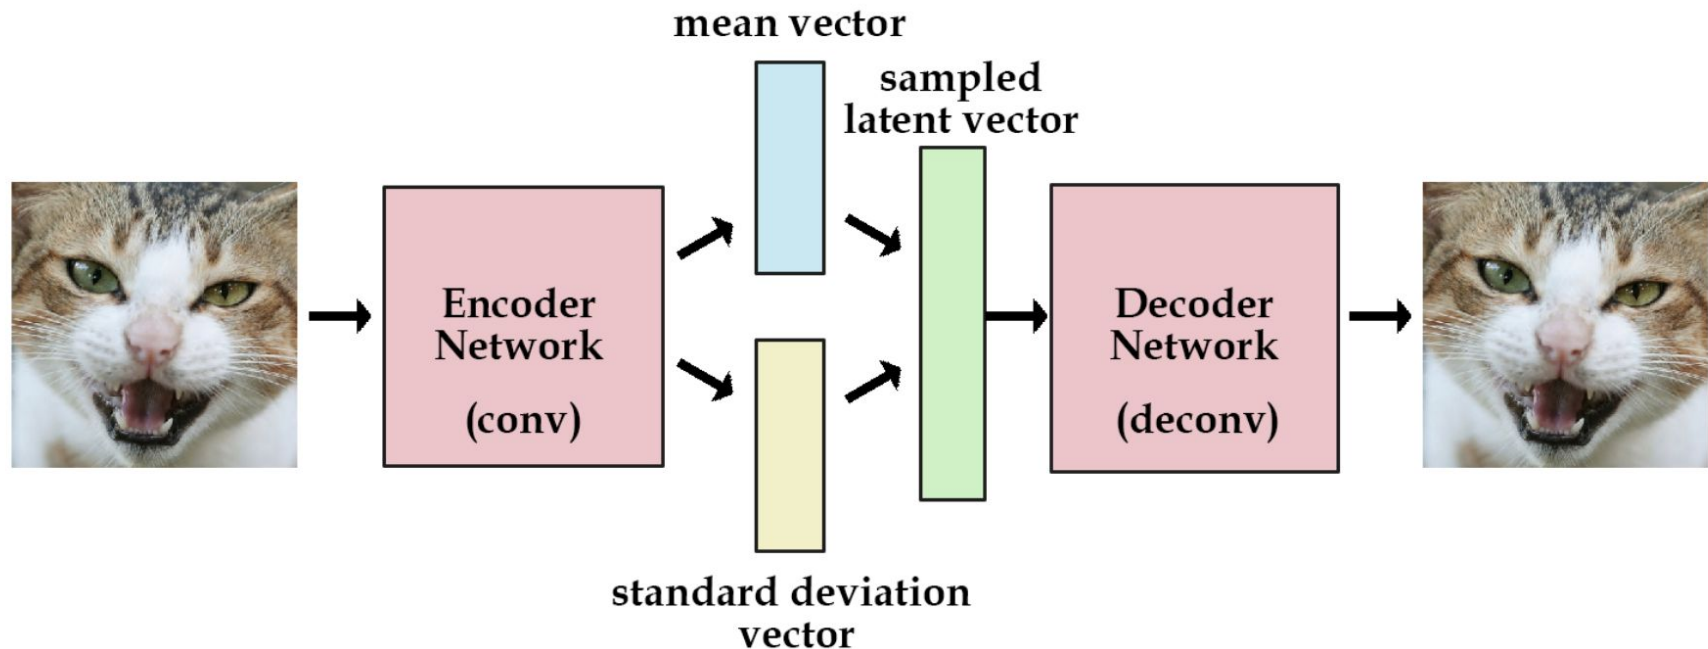 mean vector
sampled
latent vector
Encoder
Network
(conv)
Decoder
Network
(deconv)
standard deviation
vector